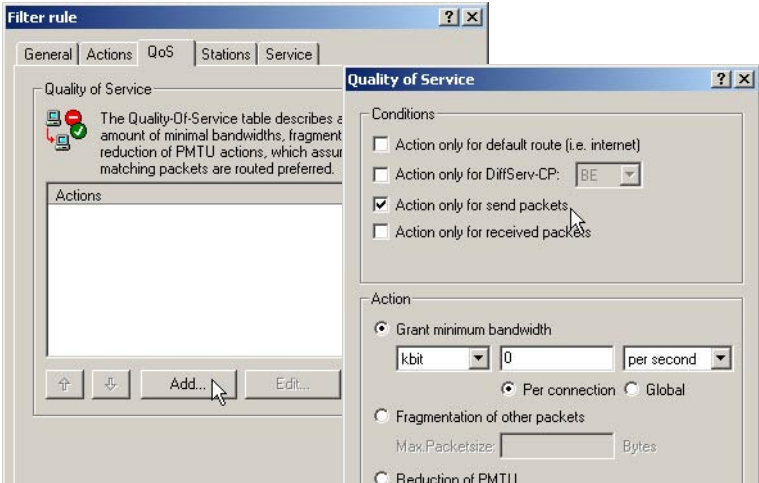 Filter rule
General
Actions
QoS
Stations
Service
Quality of Service
The Quality-Of-Service table describes a
amount of minimal bandwidths, fragment
reduction of PMTU actions, which assur
matching packets are routed preferred.
Actions
Add...
Edit...
Quality of Service
Conditions
Action only for default route (i.e. internet)
Action only for DiffServ-CP: BE
Action only for send packets
Action only for received packets
Action
Grant minimum bandwidth
kbit 0 per second
Per connection Global
Fragmentation of other packets
Max.Packetsize: Bytes
Reduction of PMTU